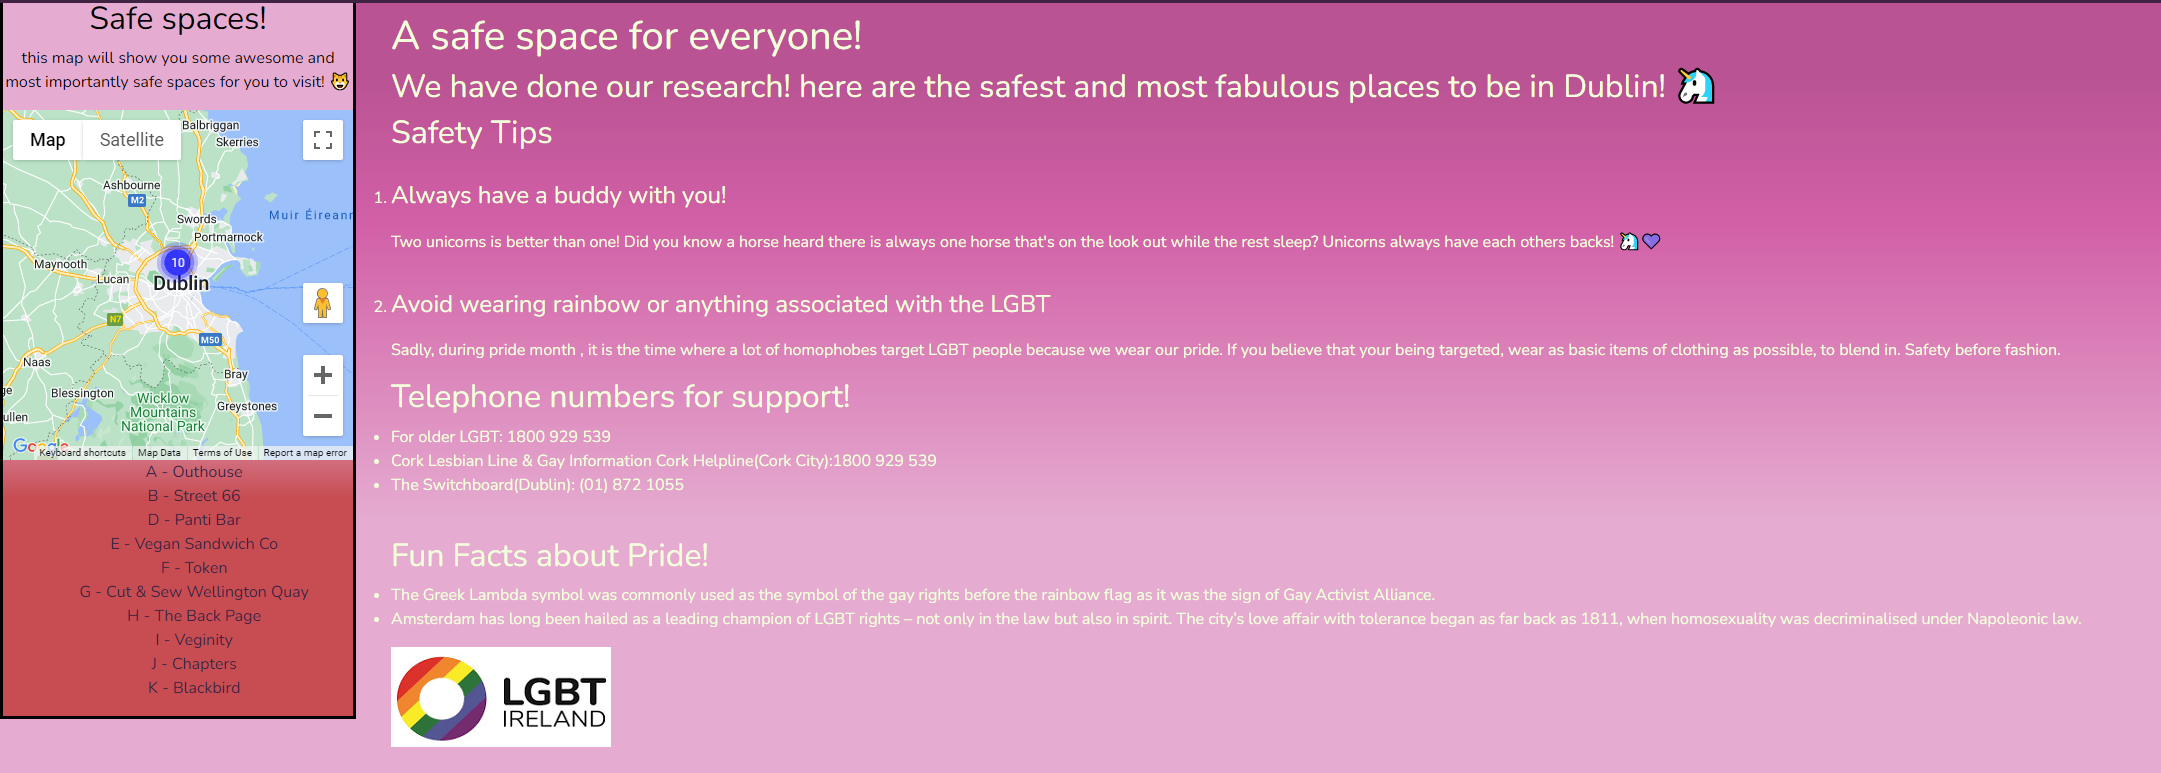 Safe spaces!
this map will show you some awesome and
most importantly safe spaces for you to visit! 😺
Map Satellite
Balbriggan
Skerries
Ashbourne
M2
Swords
Muir Éireann
Portmarnock
Maynooth
Lucan
10
Dublin
N7
M50
Naas
Bray
Blessington
Wicklow
Mountains
National Park
Greystones
ullen
Google
Keyboard shortcuts Map Data Terms of Use Report a map error
A - Outhouse
B - Street 66
D - Panti Bar
E - Vegan Sandwich Co
F - Token
G - Cut & Sew Wellington Quay
H - The Back Page
I - Veginity
J - Chapters
K - Blackbird
A safe space for everyone!
We have done our research! here are the safest and most fabulous places to be in Dublin! 🦄
Safety Tips
1. Always have a buddy with you!
Two unicorns is better than one! Did you know a horse heard there is always one horse that's on the look out while the rest sleep? Unicorns always have each others backs! 🦄💜
2. Avoid wearing rainbow or anything associated with the LGBT
Sadly, during pride month , it is the time where a lot of homophobes target LGBT people because we wear our pride. If you believe that your being targeted, wear as basic items of clothing as possible, to blend in. Safety before fashion.
Telephone numbers for support!
• For older LGBT: 1800 929 539
• Cork Lesbian Line & Gay Information Cork Helpline(Cork City):1800 929 539
• The Switchboard(Dublin): (01) 872 1055
Fun Facts about Pride!
• The Greek Lambda symbol was commonly used as the symbol of the gay rights before the rainbow flag as it was the sign of Gay Activist Alliance.
• Amsterdam has long been hailed as a leading champion of LGBT rights – not only in the law but also in spirit. The city's love affair with tolerance began as far back as 1811, when homosexuality was decriminalised under Napoleonic law.
LGBT
IRELAND